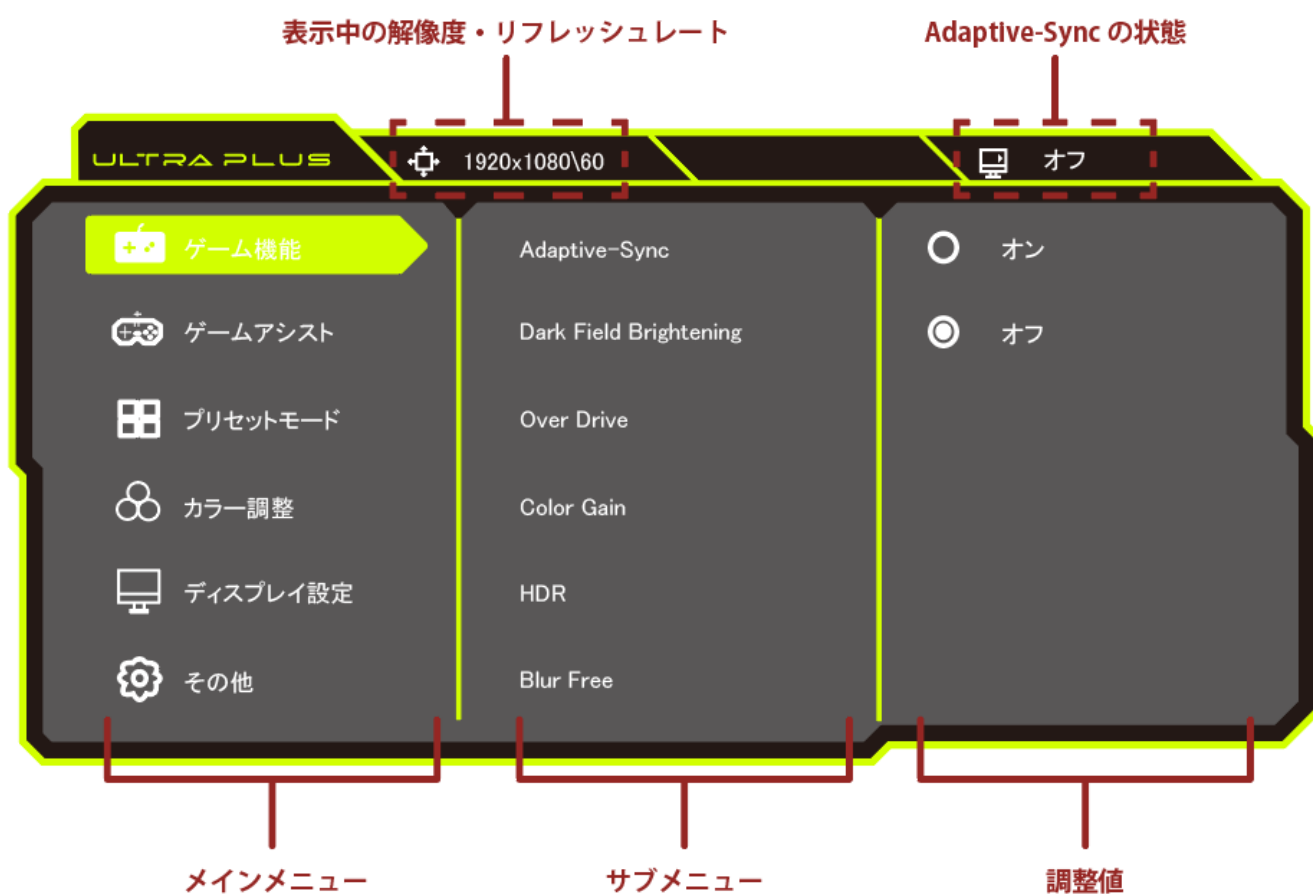 表示中の解像度・リフレッシュレート
Adaptive-Sync の状態
ULTRA PLUS
1920x1080\60
オフ
ゲーム機能
Adaptive-Sync
オン
ゲームアシスト
Dark Field Brightening
オフ
プリセットモード
Over Drive
カラー調整
Color Gain
ディスプレイ設定
HDR
その他
Blur Free
メインメニュー
サブメニュー
調整値